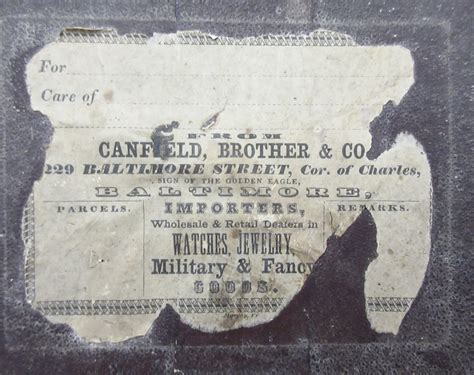 For
Care of
FROM
CANFIELD, BROTHER & CO
229 BALTIMORE STREET, Cor. of Charles,
SIGN OF THE GOLDEN EAGLE,
BALTIMORE,
PARCELS.
IMPORTERS,
Wholesale & Retail Dealers in
WATCHES, JEWELRY,
Military & Fancy
GOODS.
REMARKS.